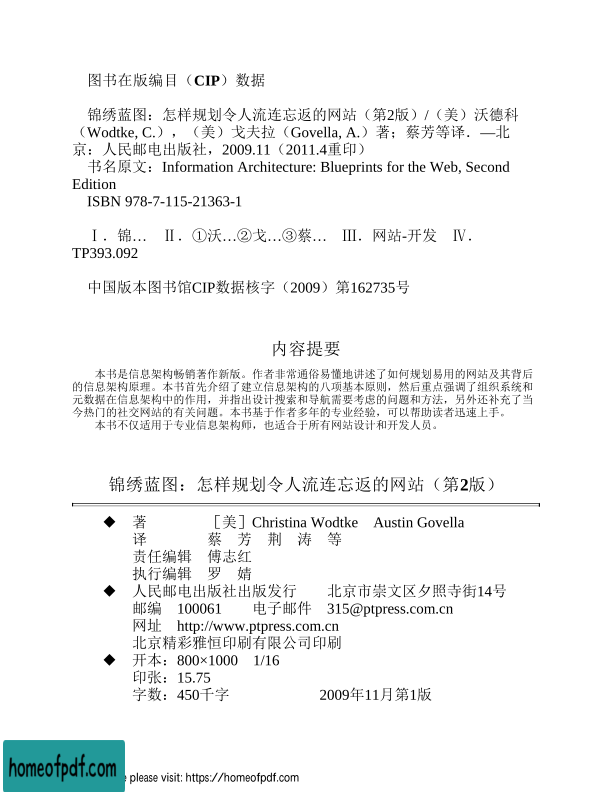 图书在版编目（CIP）数据
锦绣蓝图：怎样规划令人流连忘返的网站（第2版）/（美）沃德科
（Wodtke, C.），（美）戈夫拉（Govella, A.）著；蔡芳等译．—北
京：人民邮电出版社，2009.11（2011.4重印）
书名原文：Information Architecture: Blueprints for the Web, Second
Edition
ISBN 978-7-115-21363-1
Ⅰ．锦… Ⅱ．①沃…②戈…③蔡… Ⅲ．网站-开发 Ⅳ．
TP393.092
中国版本图书馆CIP数据核字（2009）第162735号
内容提要
本书是信息架构畅销著作新版。作者非常通俗易懂地讲述了如何规划易用的网站及其背后
的信息架构原理。本书首先介绍了建立信息架构的八项基本原则，然后重点强调了组织系统和
元数据在信息架构中的作用，并指出设计搜索和导航需要考虑的问题和方法，另外还补充了当
今热门的社交网站的有关问题。本书基于作者多年的专业经验，可以帮助读者迅速上手。
本书不仅适用于专业信息架构师，也适合于所有网站设计和开发人员。
锦绣蓝图：怎样规划令人流连忘返的网站（第2版）
◆ 著 ［美］Christina Wodtke Austin Govella
译 蔡 芳 荆 涛 等
责任编辑 傅志红
执行编辑 罗 婧
◆ 人民邮电出版社出版发行 北京市崇文区夕照寺街14号
邮编 100061 电子邮件 315@ptpress.com.cn
网址 http://www.ptpress.com.cn
北京精彩雅恒印刷有限公司印刷
◆ 开本：800×1000 1/16
印张：15.75
字数：450千字 2009年11月第1版
homeofpdf.com
please visit: https://homeofpdf.com